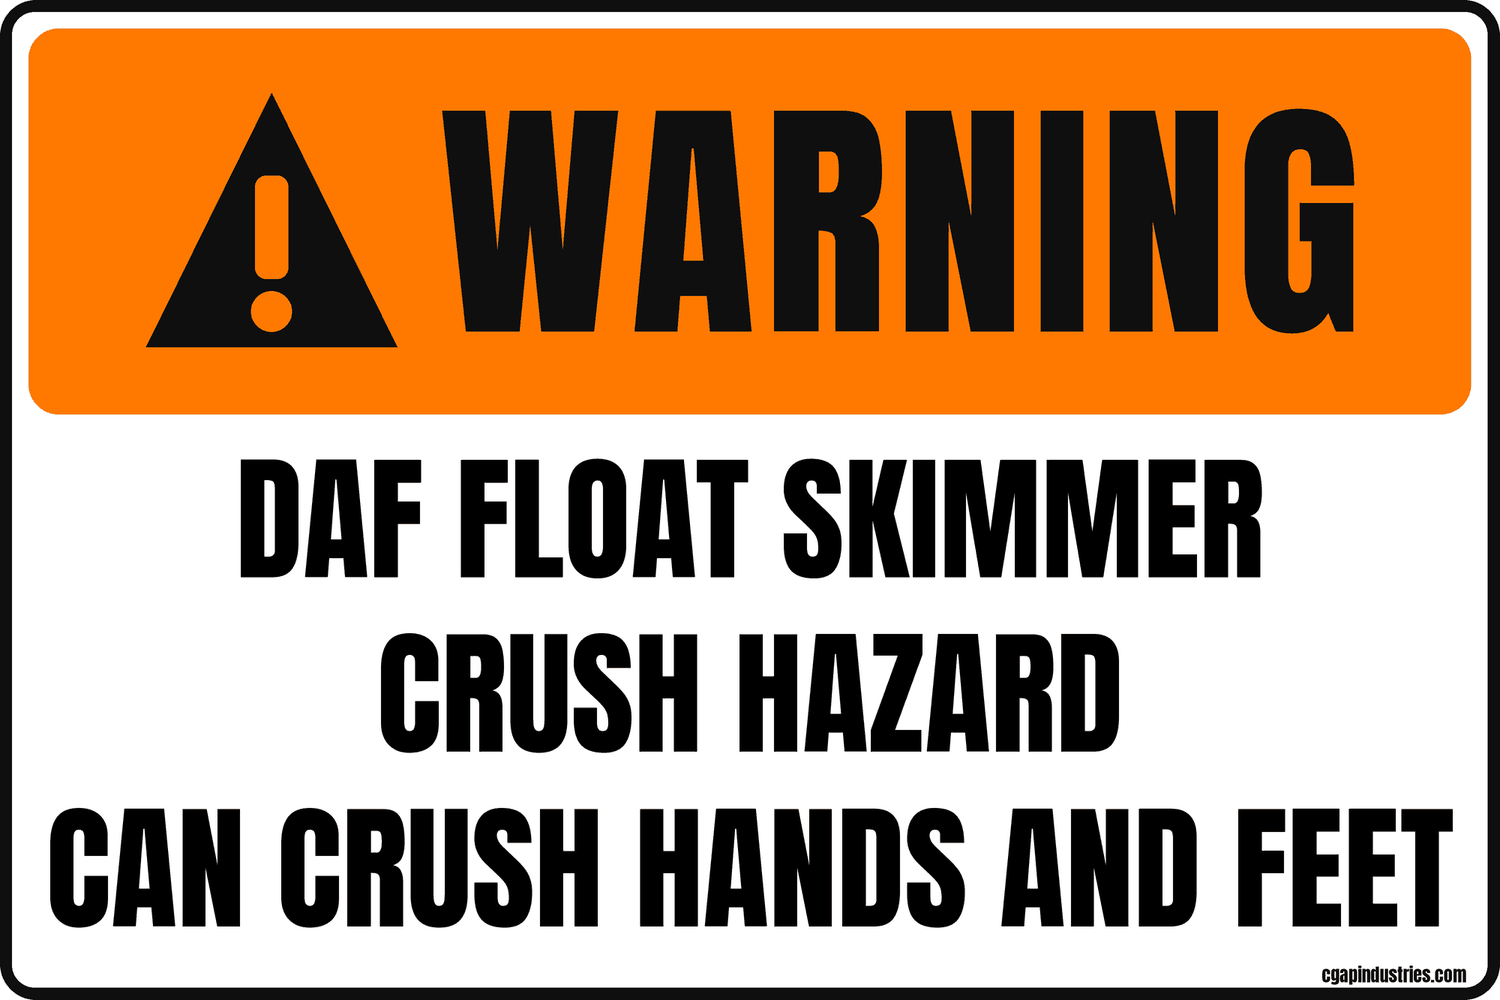 WARNING
DAF FLOAT SKIMMER
CRUSH HAZARD
CAN CRUSH HANDS AND FEET
cgapindustries.com